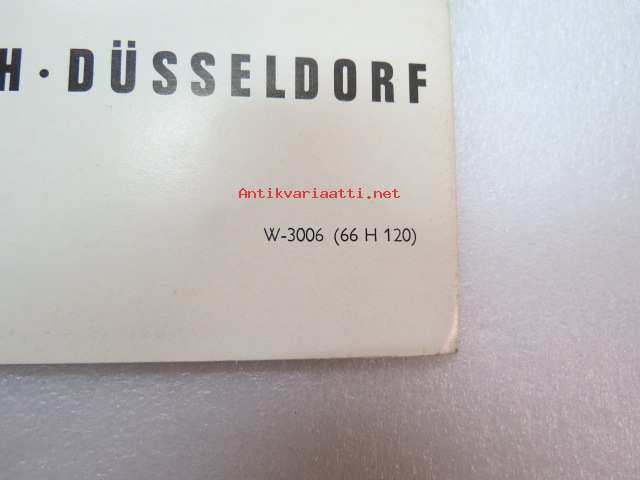 H · DÜSSELDORF
Antikvariaatti.net
W-3006 (66 H 120)